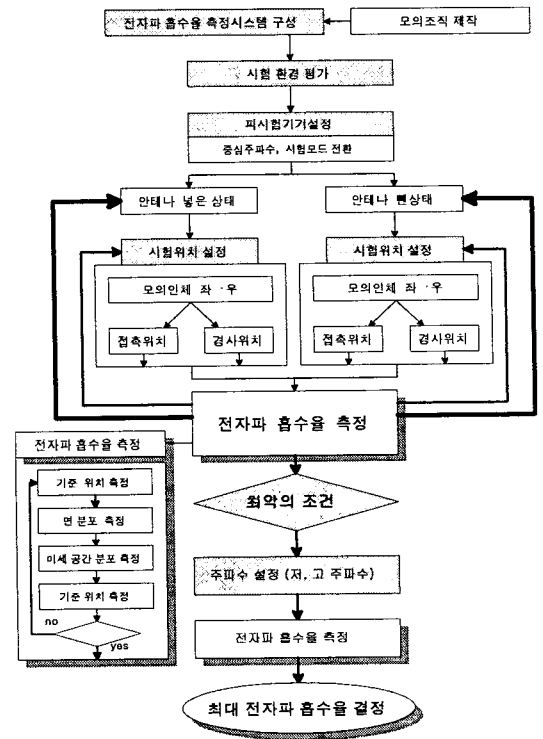 전자파 흡수율 측정시스템 구성
모의조직 제작
시험 환경 평가
피시험기기설정
중심주파수, 시험모드 전환
안테나 넣은 상태
안테나 뺀상태
시험위치 설정
시험위치 설정
모의인체 좌·우
모의인체 좌·우
접촉위치
경사위치
접촉위치
경사위치
전자파 흡수율 측정
전자파 흡수율 측정
기준 위치 측정
면 분포 측정
미세 공간 분포 측정
기준 위치 측정
no
yes
최악의 조건
주파수 설정 (저, 고 주파수)
전자파 흡수율 측정
최대 전자파 흡수율 결정